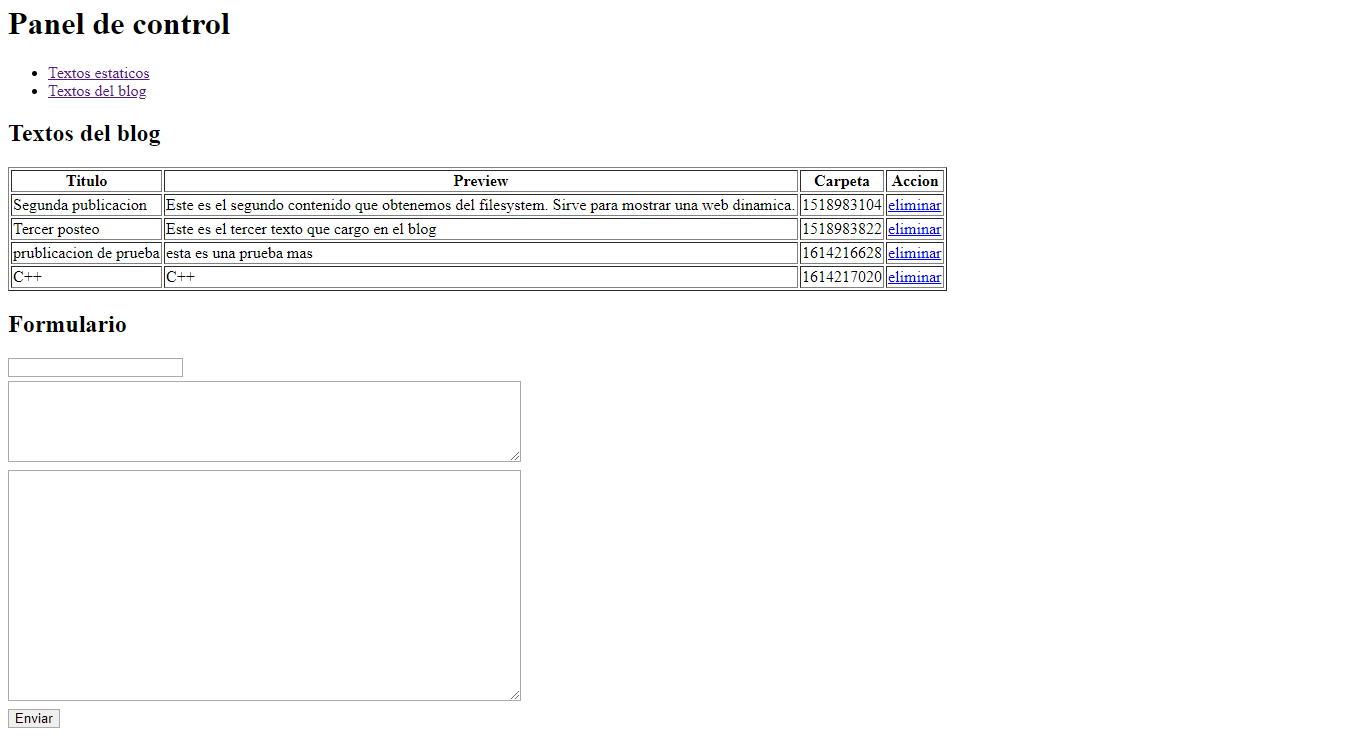 Panel de control
Textos estaticos
Textos del blog
Textos del blog
Titulo Preview Carpeta Accion
Segunda publicacion Este es el segundo contenido que obtenemos del filesystem. Sirve para mostrar una web dinamica. 1518983104 eliminar
Tercer posteo Este es el tercer texto que cargo en el blog 1518983822 eliminar
prublicacion de prueba esta es una prueba mas 1614216628 eliminar
C++ C++ 1614217020 eliminar
Formulario
Enviar